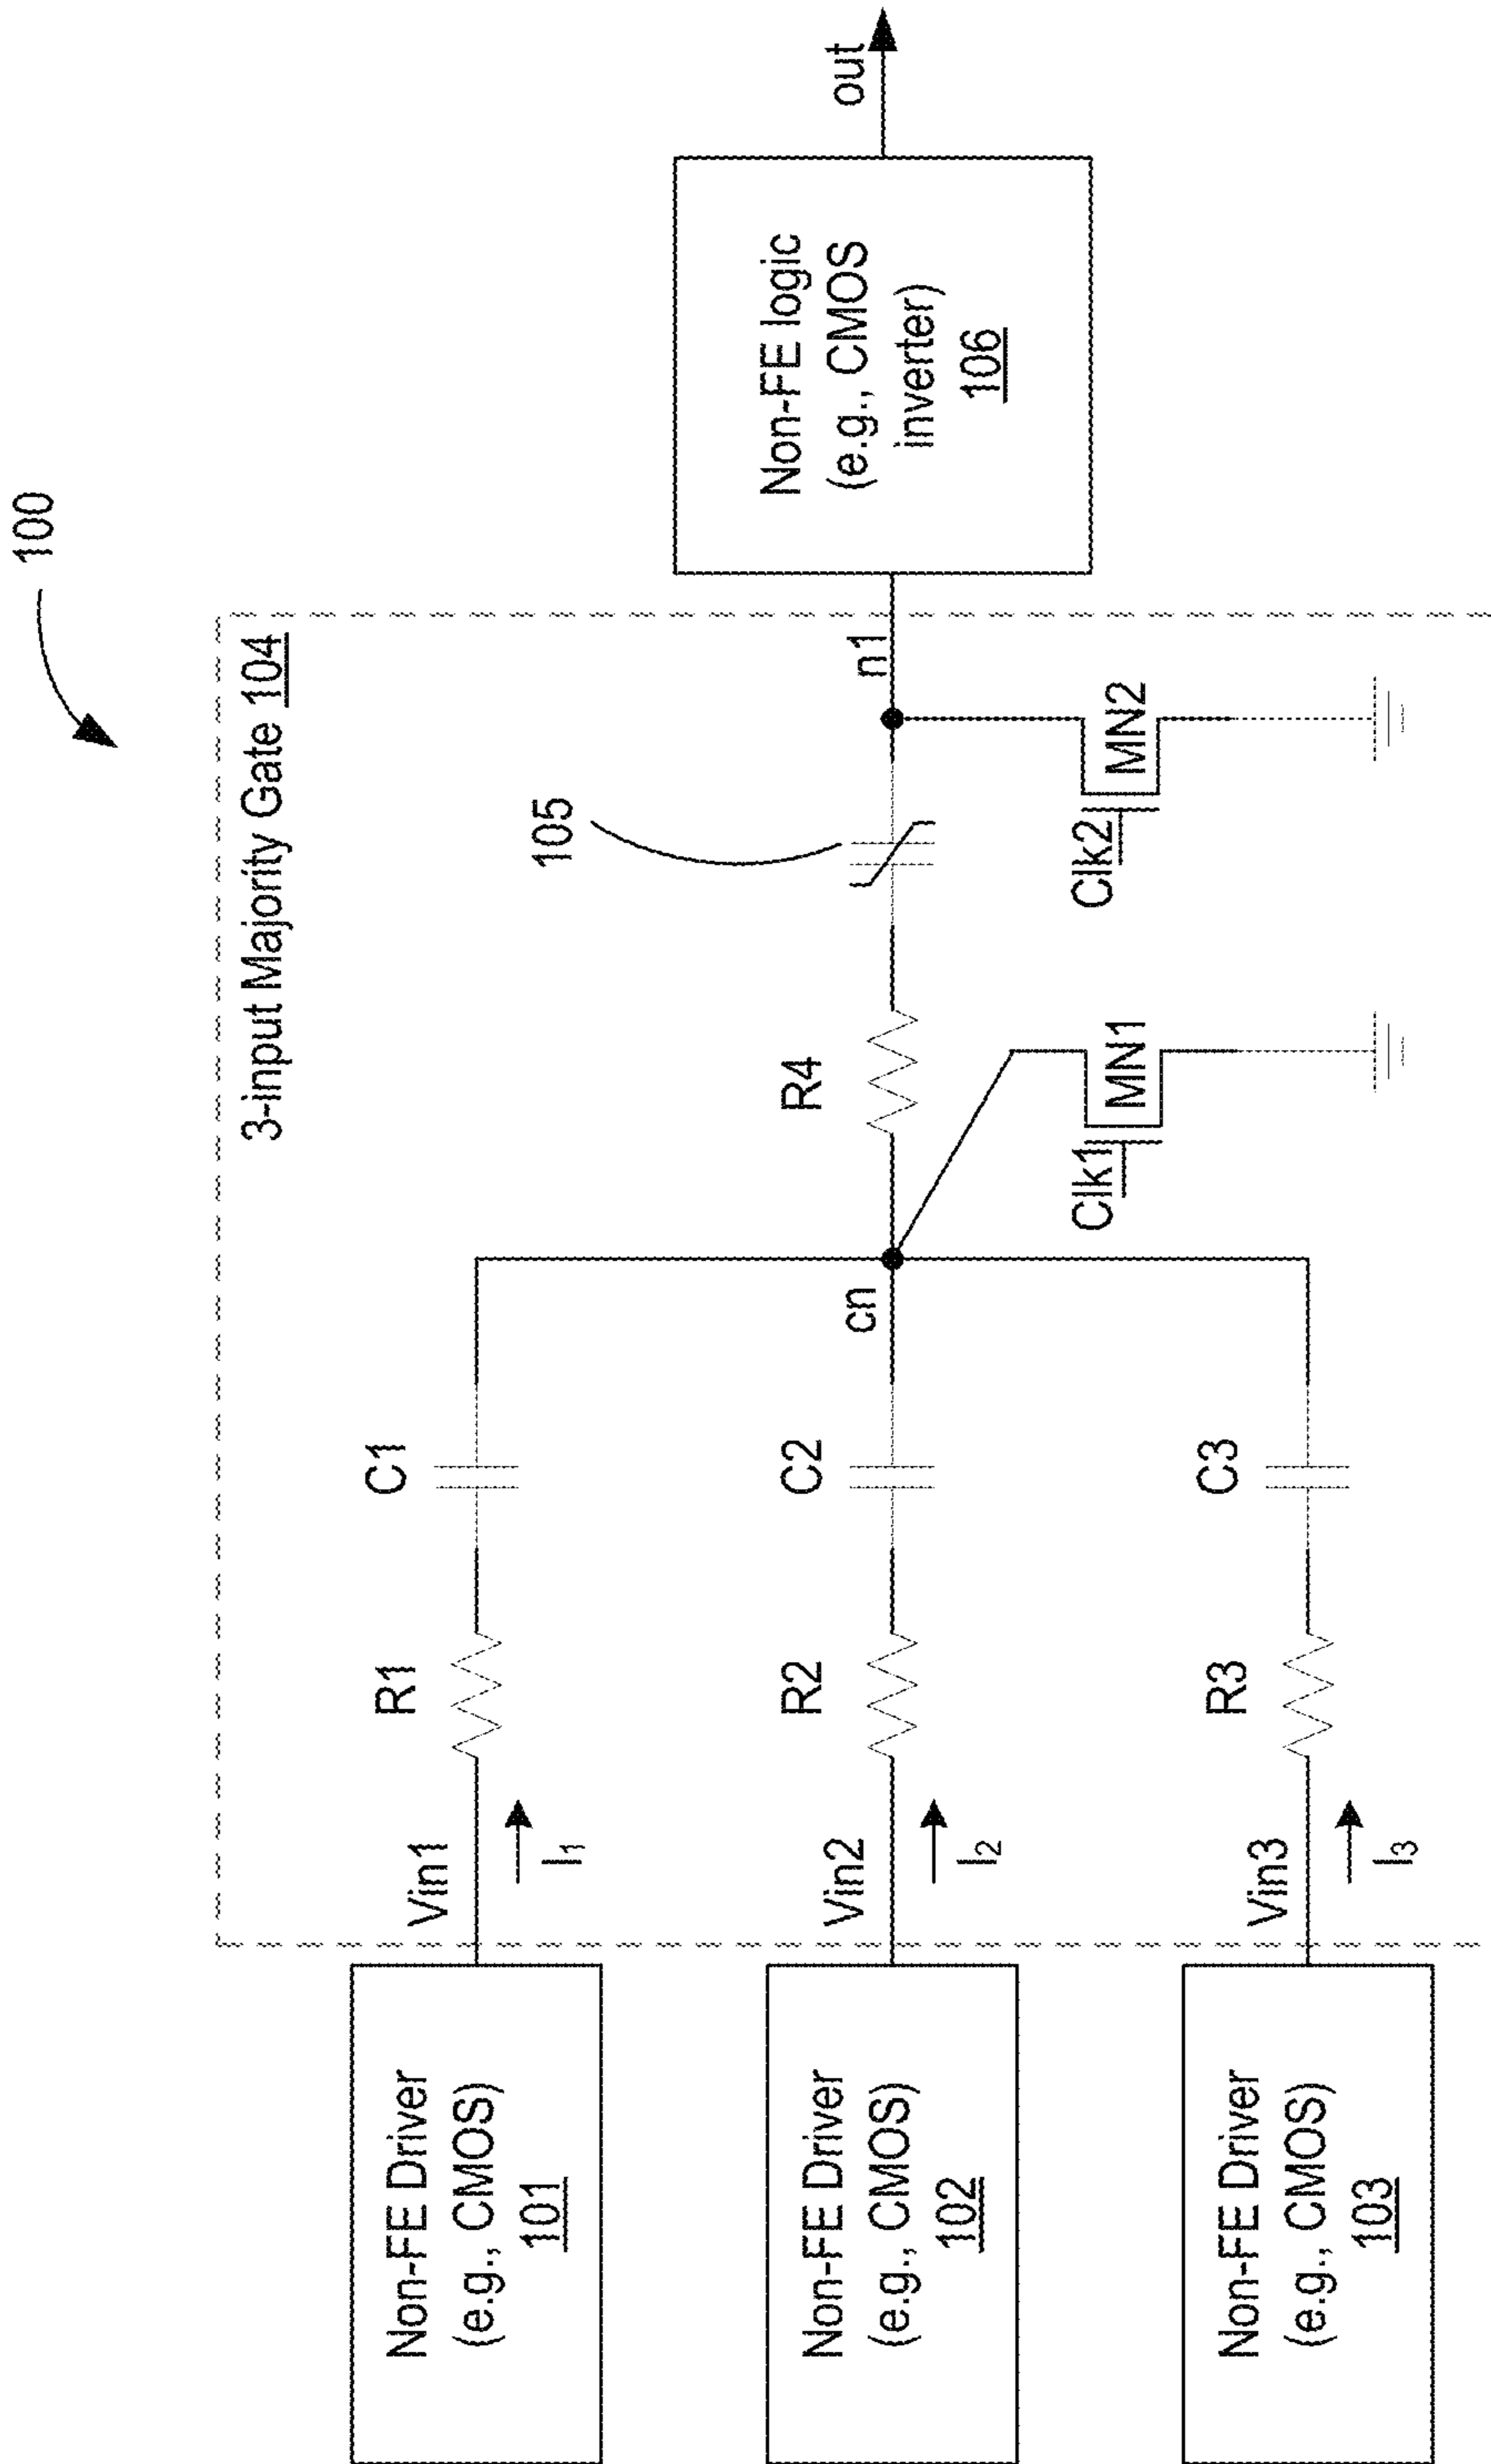 100
3-input Majority Gate 104
Non-FE Driver
(e.g., CMOS)
101
Vin1
I₁
R1
C1
Non-FE Driver
(e.g., CMOS)
102
Vin2
I₂
R2
C2
cn
R4
105
n1
Non-FE logic
(e.g., CMOS
inverter)
106
out
Non-FE Driver
(e.g., CMOS)
103
Vin3
I₃
R3
C3
Clk1
MN1
Clk2
MN2